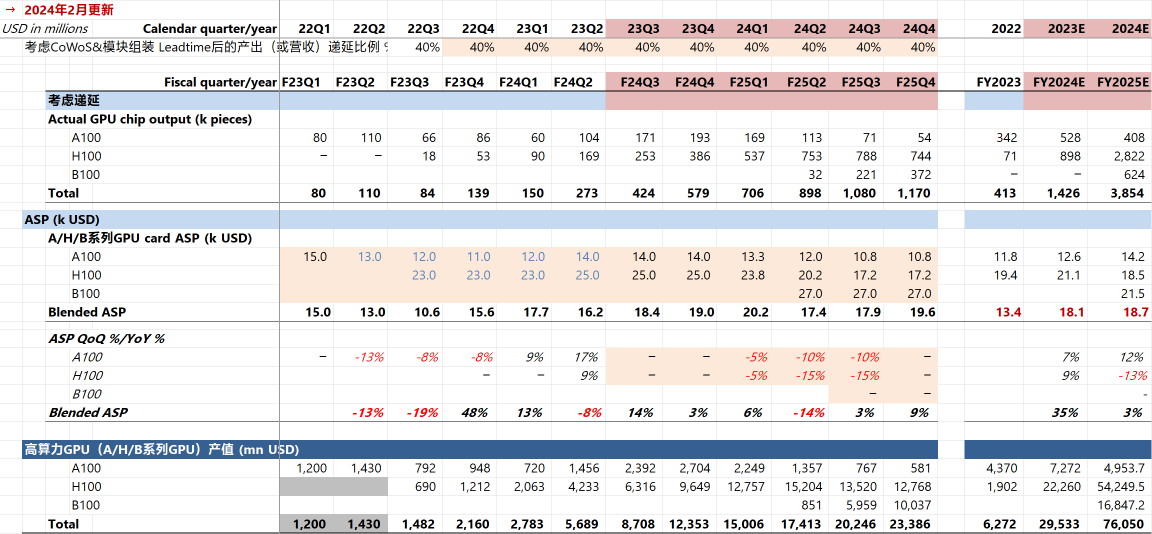 → 2024年2月更新
USD in millions Calendar quarter/year 22Q1 22Q2 22Q3 22Q4 23Q1 23Q2 23Q3 23Q4 24Q1 24Q2 24Q3 24Q4 2022 2023E 2024E
考虑CoWoS&模块组装 Leadtime后的产出（或营收）递延比例 40% 40% 40% 40% 40% 40% 40% 40% 40% 40%
Fiscal quarter/year F23Q1 F23Q2 F23Q3 F23Q4 F24Q1 F24Q2 F24Q3 F24Q4 F25Q1 F25Q2 F25Q3 F25Q4 FY2023 FY2024E FY2025E
考虑递延
Actual GPU chip output (k pieces)
A100 80 110 66 86 60 104 171 193 169 113 71 54 342 528 408
H100 – – 18 53 90 169 253 386 537 753 788 744 71 898 2,822
B100 32 221 372 – – 624
Total 80 110 84 139 150 273 424 579 706 898 1,080 1,170 413 1,426 3,854
ASP (k USD)
A/H/B系列GPU card ASP (k USD)
A100 15.0 13.0 12.0 11.0 12.0 14.0 14.0 14.0 13.3 12.0 10.8 10.8 11.8 12.6 14.2
H100 23.0 23.0 23.0 25.0 25.0 25.0 23.8 20.2 17.2 17.2 19.4 21.1 18.5
B100 27.0 27.0 27.0 21.5
Blended ASP 15.0 13.0 10.6 15.6 17.7 16.2 18.4 19.0 20.2 17.4 17.9 19.6 13.4 18.1 18.7
ASP QoQ %/YoY %
A100 – -13% -8% -8% 9% 17% – – -5% -10% -10% – 7% 12%
H100 – – 9% – – -5% -15% -15% – 9% -13%
B100 – – -
Blended ASP -13% -19% 48% 13% -8% 14% 3% 6% -14% 3% 9% 35% 3%
高算力GPU（A/H/B系列GPU）产值 (mn USD)
A100 1,200 1,430 792 948 720 1,456 2,392 2,704 2,249 1,357 767 581 4,370 7,272 4,953.7
H100 690 1,212 2,063 4,233 6,316 9,649 12,757 15,204 13,520 12,768 1,902 22,260 54,249.5
B100 851 5,959 10,037 16,847.2
Total 1,200 1,430 1,482 2,160 2,783 5,689 8,708 12,353 15,006 17,413 20,246 23,386 6,272 29,533 76,050